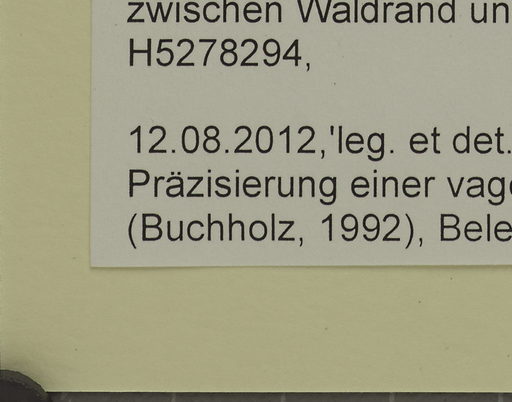 zwischen Waldrand un
H5278294,
12.08.2012,'leg. et det.
Präzisierung einer vag
(Buchholz, 1992), Bele